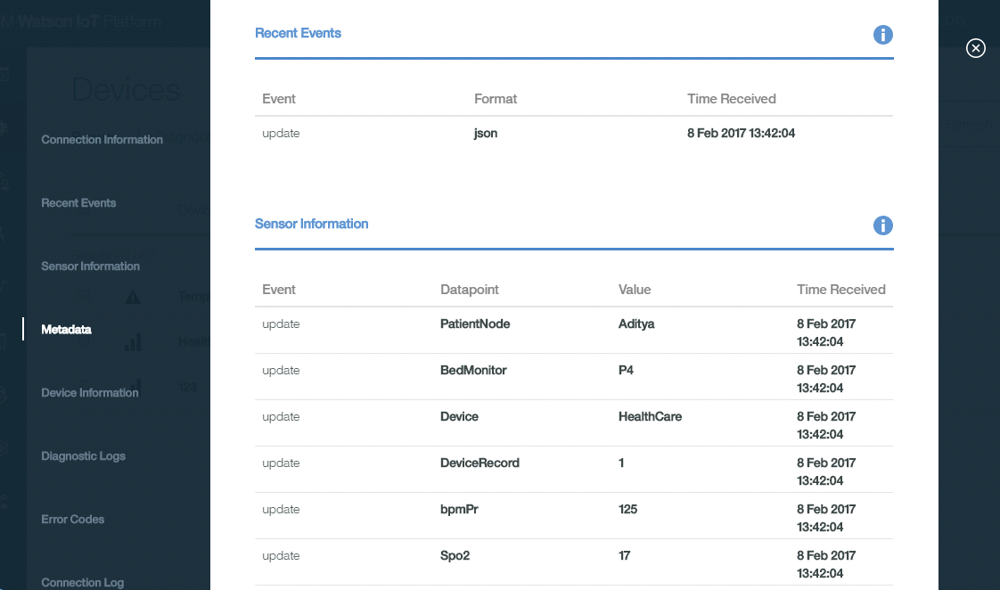 M Watson IoT Platform
Devices
Connection Information
Recent Events
Sensor Information
Metadata
Device Information
Diagnostic Logs
Error Codes
Connection Log
125
Recent Events
Event Format Time Received
update json 8 Feb 2017 13:42:04
Sensor Information
Event Datapoint Value Time Received
update PatientNode Aditya 8 Feb 2017
13:42:04
update BedMonitor P4 8 Feb 2017
13:42:04
update Device HealthCare 8 Feb 2017
13:42:04
update DeviceRecord 1 8 Feb 2017
13:42:04
update bpmPr 125 8 Feb 2017
13:42:04
update Spo2 17 8 Feb 2017
13:42:04